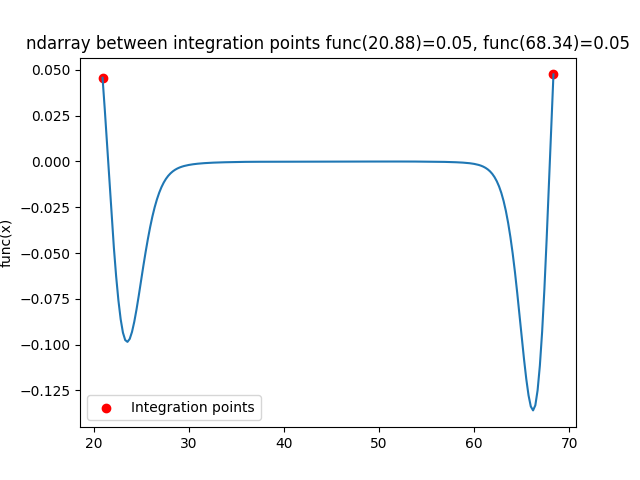 ndarray between integration points func(20.88)=0.05, func(68.34)=0.05
0.050
0.025
0.000
−0.025
−0.050
−0.075
−0.100
−0.125
func(x)
Integration points
20 30 40 50 60 70